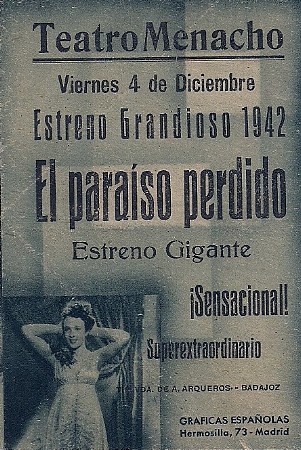 Teatro Menacho
Viernes 4 de Diciembre
Estreno Grandioso 1942
El paraíso perdido
Estreno Gigante
¡Sensacional!
Superextraordinario
DE A. ARQUEROS.- BADAJOZ
GRAFICAS ESPAÑOLAS
Hermosilla, 73 - Madrid